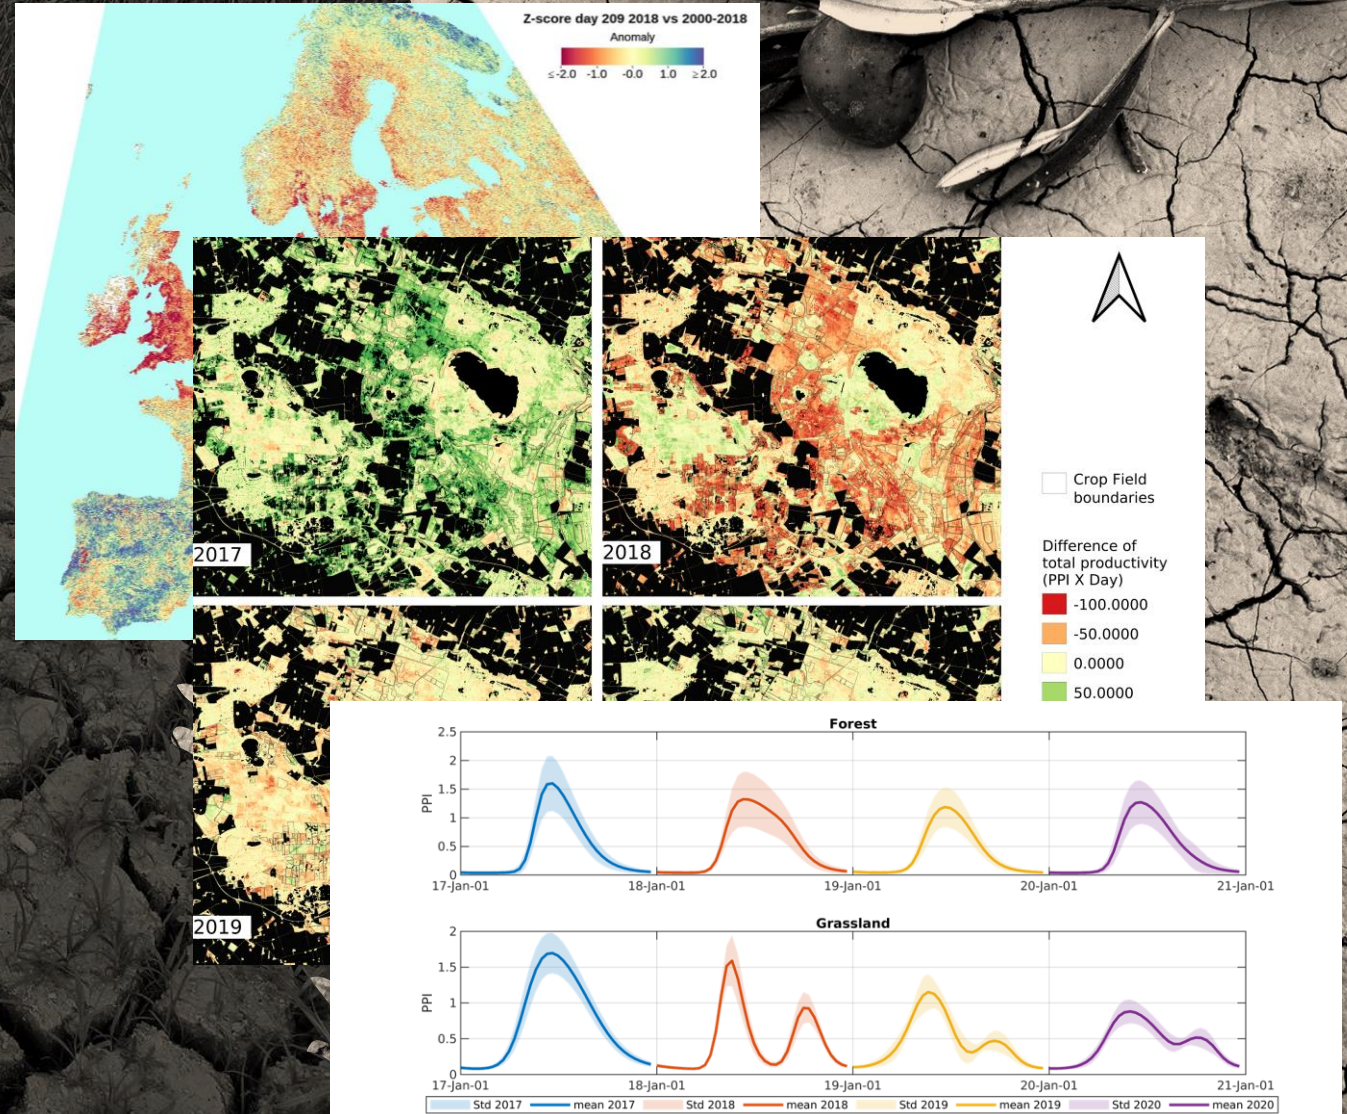 Z-score day 209 2018 vs 2000-2018
Anomaly
≤-2.0 -1.0 -0.0 1.0 ≥2.0
2017
2018
Crop Field
boundaries
Difference of
total productivity
(PPI X Day)
-100.0000
-50.0000
0.0000
50.0000
2019
Forest
PPI
2.5
2
1.5
1
0.5
0
17-Jan-01 18-Jan-01 19-Jan-01 20-Jan-01 21-Jan-01
Grassland
PPI
2
1.5
1
0.5
0
17-Jan-01 18-Jan-01 19-Jan-01 20-Jan-01 21-Jan-01
Std 2017 mean 2017 Std 2018 mean 2018 Std 2019 mean 2019 Std 2020 mean 2020